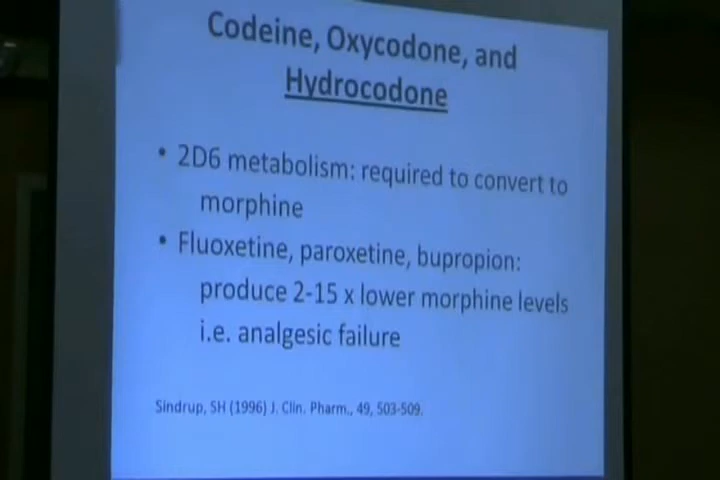 Codeine, Oxycodone, and
Hydrocodone
• 2D6 metabolism: required to convert to
morphine
• Fluoxetine, paroxetine, bupropion:
produce 2-15 x lower morphine levels
i.e. analgesic failure
Sindrup, SH (1996) J. Clin. Pharm., 49, 503-509.